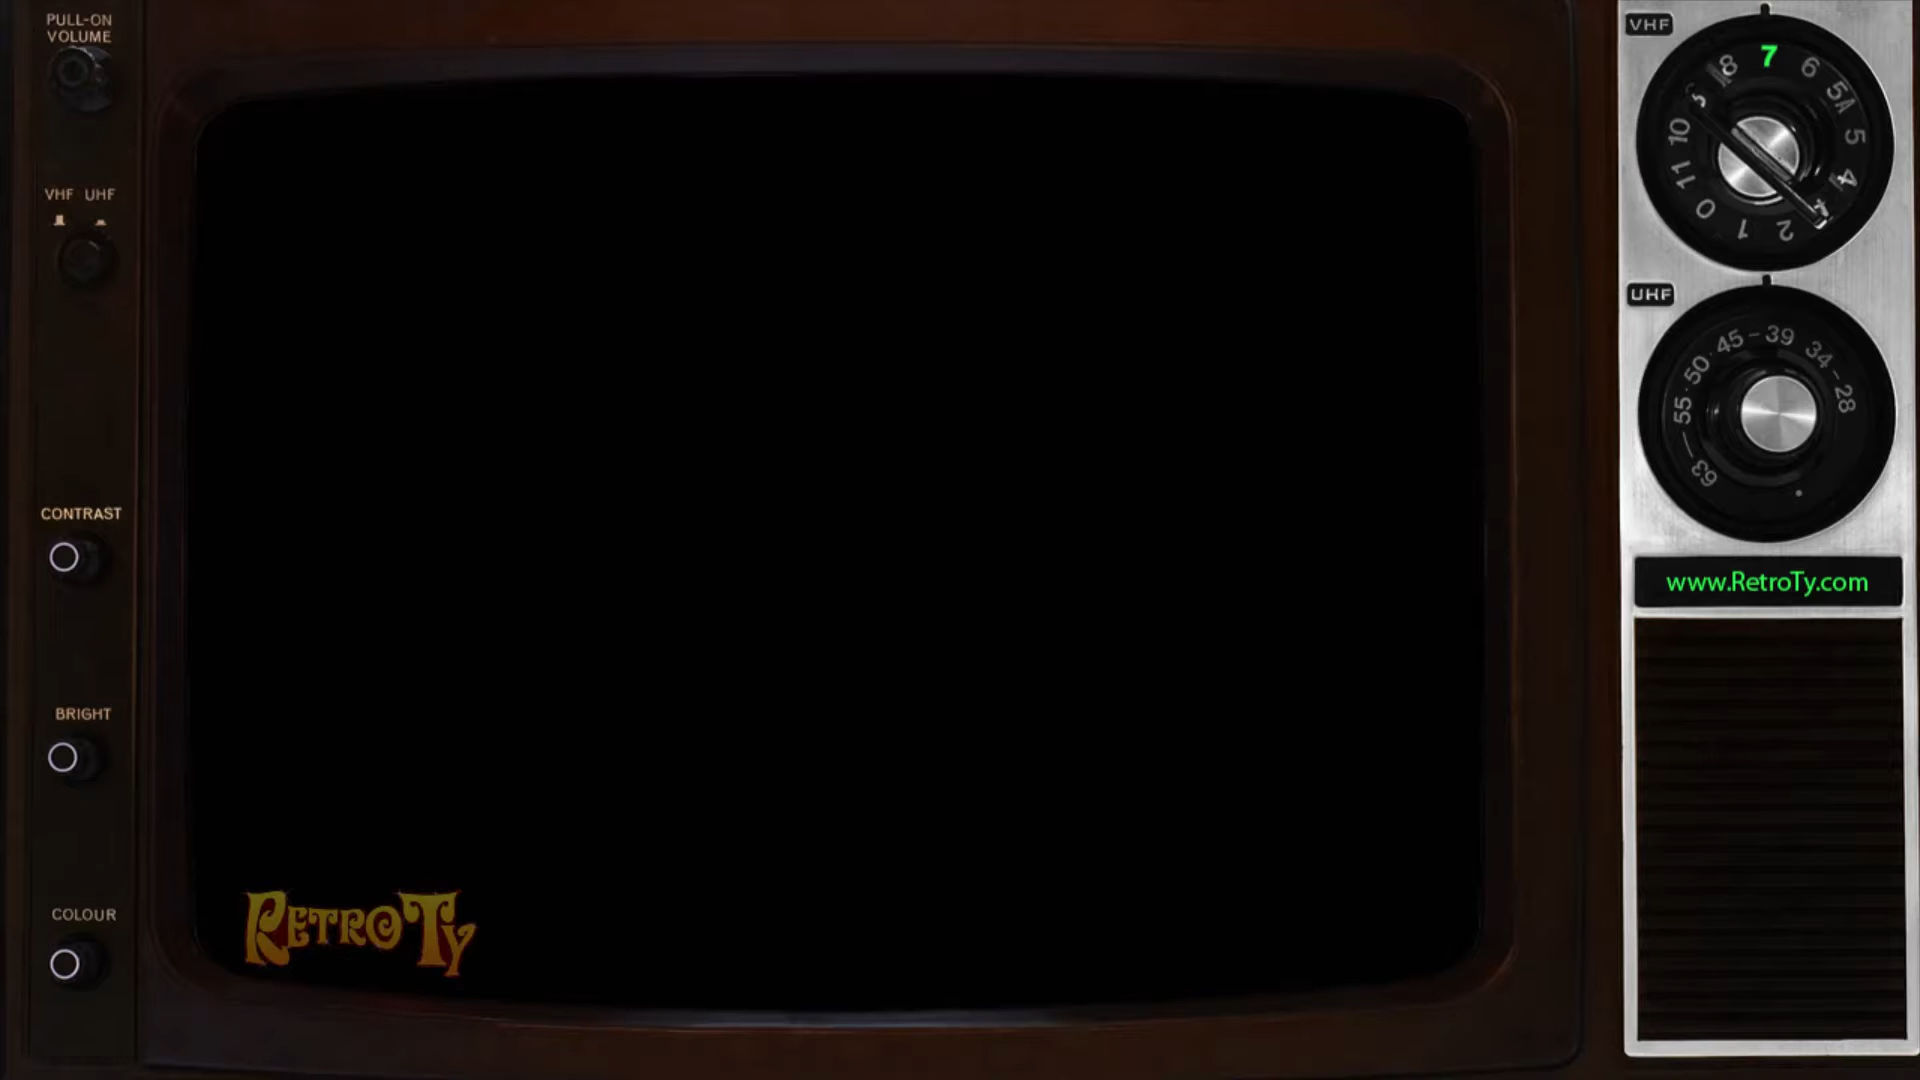 PULL-ON
VOLUME
VHF UHF
CONTRAST
BRIGHT
COLOUR
RETROTY
VHF
7
6
5A
5
4
2
1
0
11
10
8
UHF
63 55 50 45 39 34 28
www.RetroTy.com